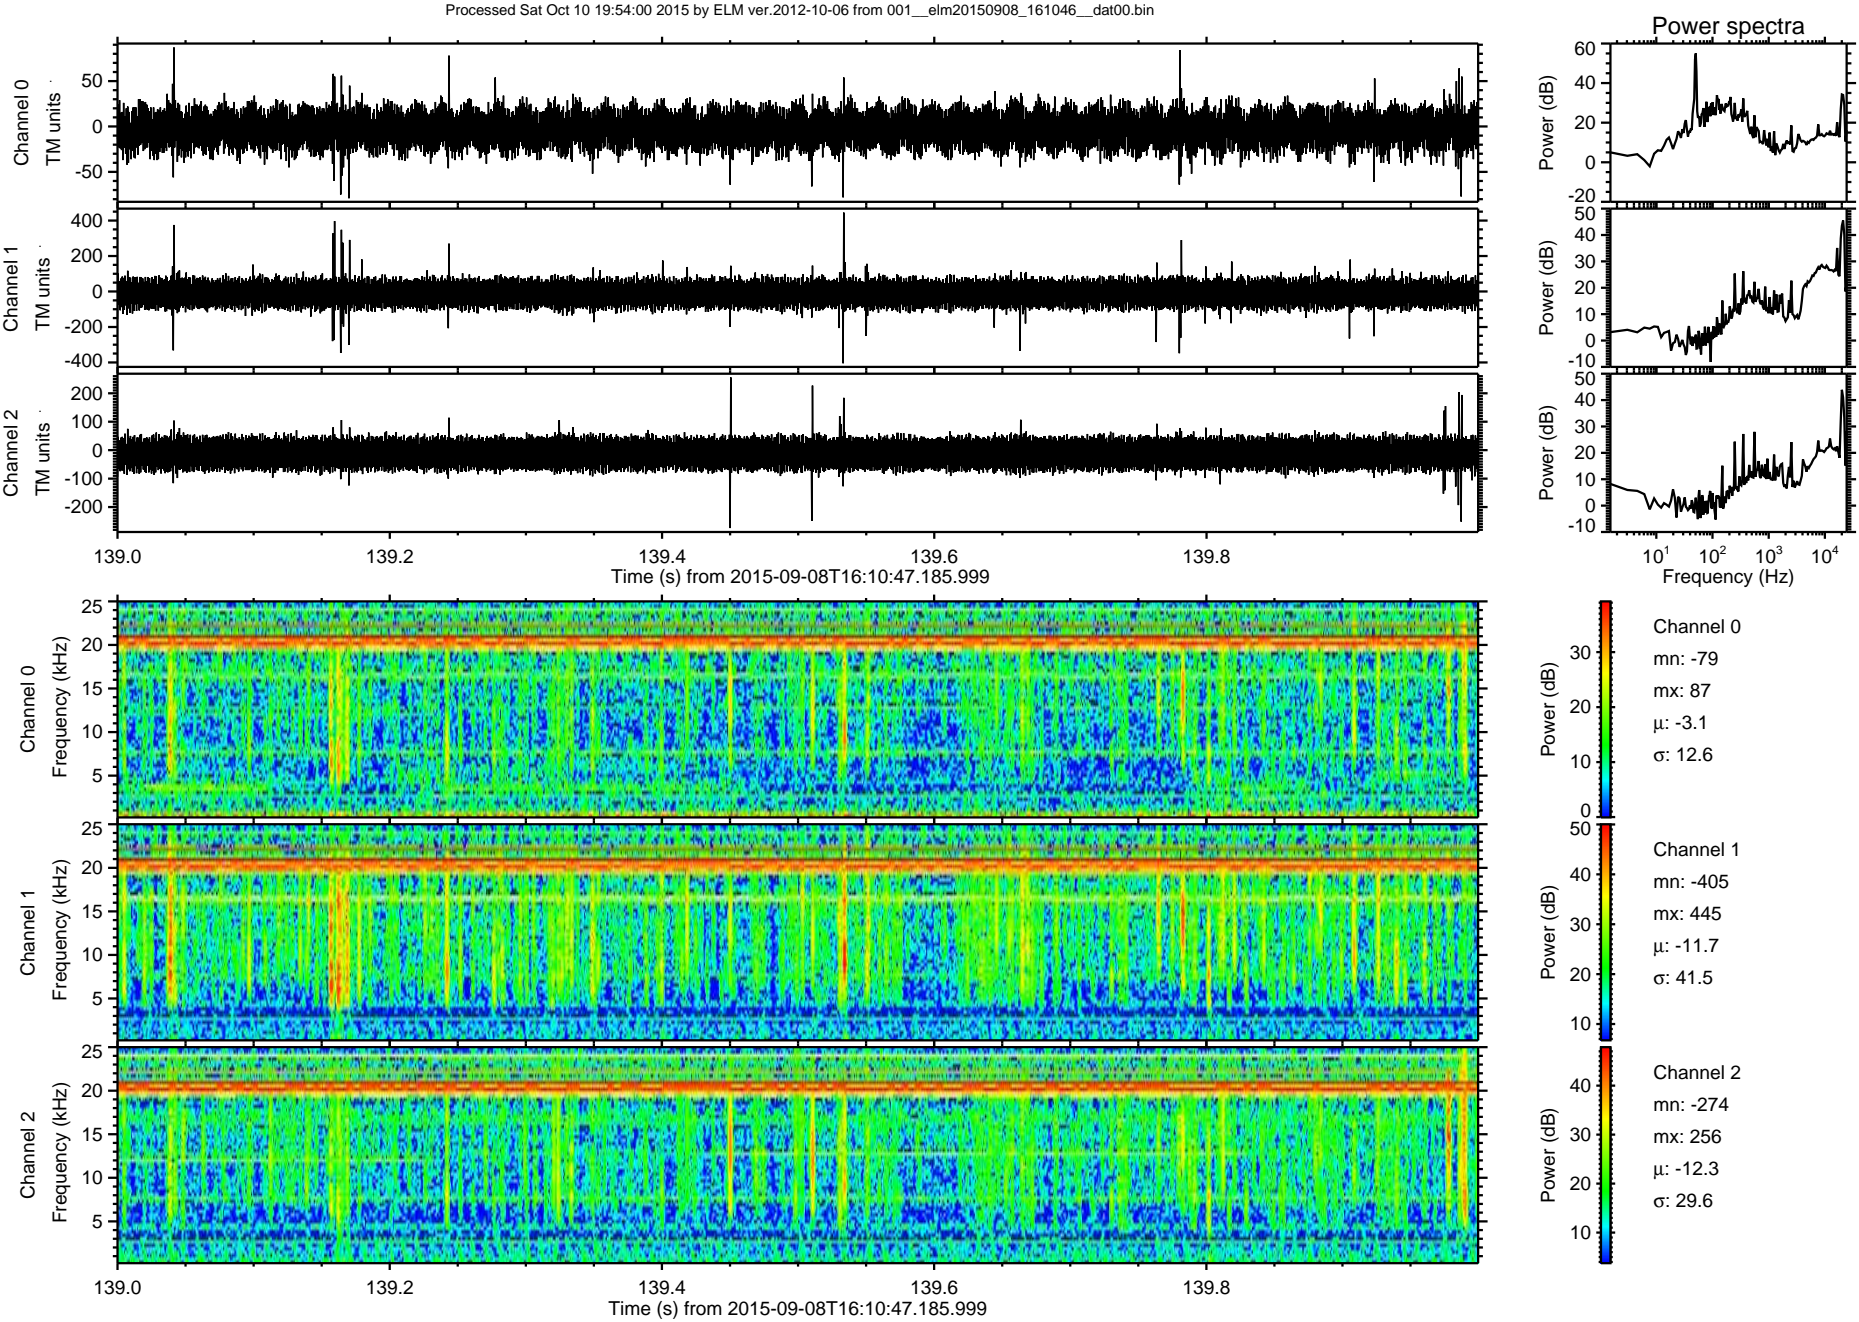 Processed Sat Oct 10 19:54:00 2015 by ELM ver.2012-10-06 from 001__elm20150908_161046__dat00.bin
Power spectra
Channel 0
TM units
50
0
-50
Power (dB)
60
40
20
0
-20
Channel 1
TM units
400
200
0
-200
-400
Power (dB)
50
40
30
20
10
0
-10
Channel 2
TM units
200
100
0
-100
-200
Power (dB)
50
40
30
20
10
0
-10
139.0 139.2 139.4 139.6 139.8
Time (s) from 2015-09-08T16:10:47.185.999
10^1 10^2 10^3 10^4
Frequency (Hz)
Channel 0
Frequency (kHz)
25
20
15
10
5
Power (dB)
30
20
10
0
Channel 0
mn: -79
mx: 87
μ: -3.1
σ: 12.6
Channel 1
Frequency (kHz)
25
20
15
10
5
Power (dB)
50
40
30
20
10
Channel 1
mn: -405
mx: 445
μ: -11.7
σ: 41.5
Channel 2
Frequency (kHz)
25
20
15
10
5
Power (dB)
40
30
20
10
Channel 2
mn: -274
mx: 256
μ: -12.3
σ: 29.6
139.0 139.2 139.4 139.6 139.8
Time (s) from 2015-09-08T16:10:47.185.999